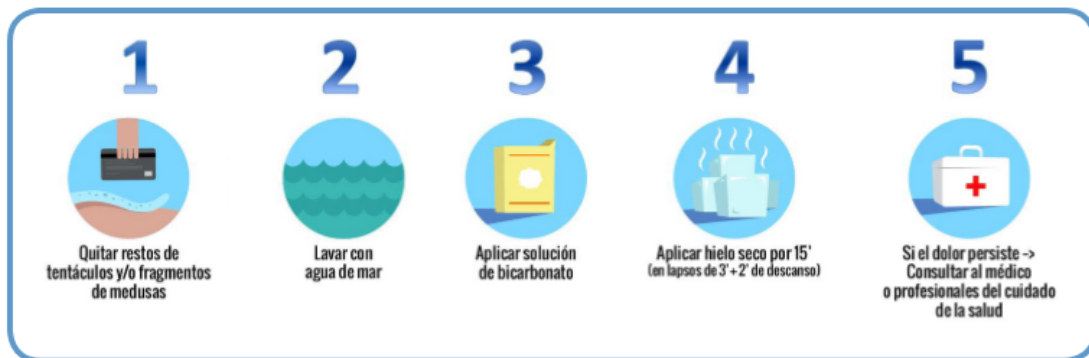 1
Quitar restos de
tentáculos y/o fragmentos
de medusas
2
Lavar con
agua de mar
3
Aplicar solución
de bicarbonato
4
Aplicar hielo seco por 15'
(en lapsos de 3'+2' de descanso)
5
Si el dolor persiste ->
Consultar al médico
o profesionales del cuidado
de la salud